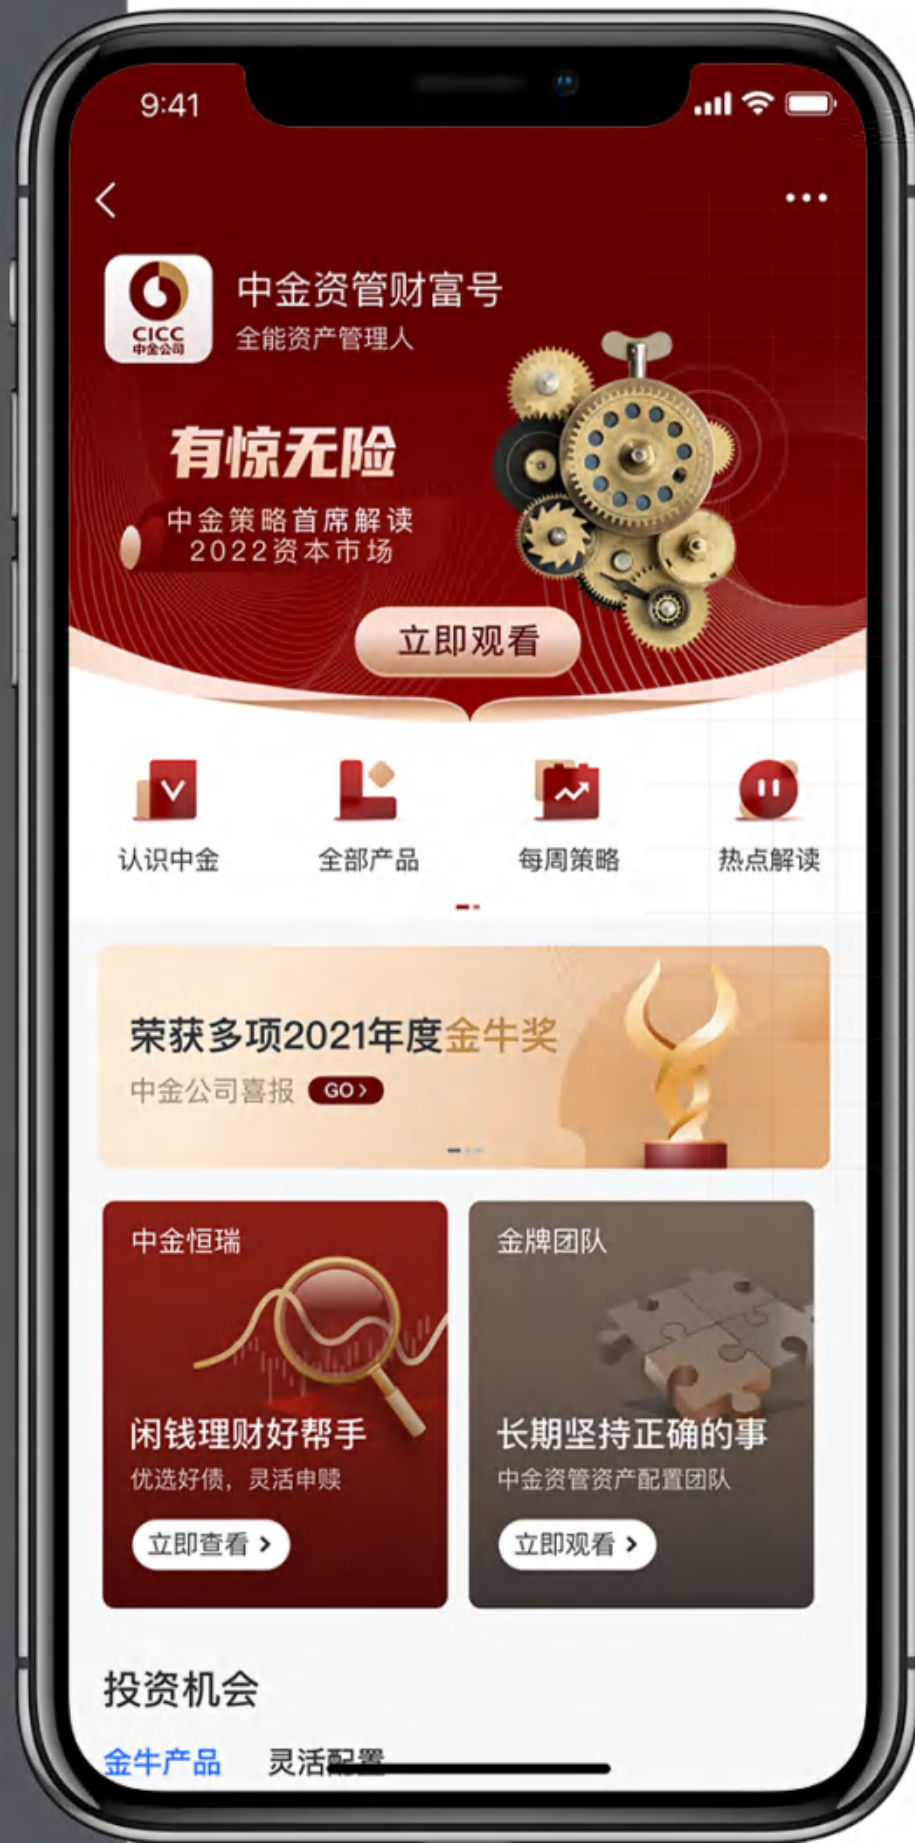 9:41
CICC
中金公司
中金资管财富号
全能资产管理人
有惊无险
中金策略首席解读
2022资本市场
立即观看
认识中金
全部产品
每周策略
热点解读
荣获多项2021年度金牛奖
中金公司喜报 GO >
中金恒瑞
闲钱理财好帮手
优选好债，灵活申赎
立即查看 >
金牌团队
长期坚持正确的事
中金资管资产配置团队
立即观看 >
投资机会
金牛产品 灵活配置